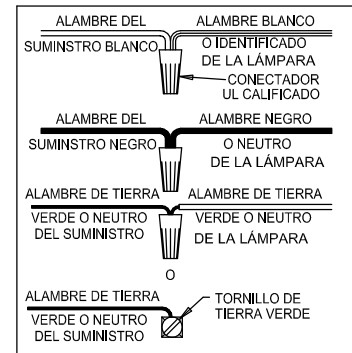 ALAMBRE DEL
SUMINSTRO BLANCO
ALAMBRE BLANCO
O IDENTIFICADO
DE LA LÁMPARA
CONECTADOR
UL CALIFICADO
ALAMBRE DEL
SUMINSTRO NEGRO
ALAMBRE NEGRO
O NEUTRO
DE LA LÁMPARA
ALAMBRE DE TIERRA
VERDE O NEUTRO
DEL SUMINISTRO
ALAMBRE DE TIERRA
VERDE O NEUTRO
DE LA LÁMPARA
O
ALAMBRE DE TIERRA
VERDE O NEUTRO
DEL SUMINISTRO
TORNILLO DE
TIERRA VERDE